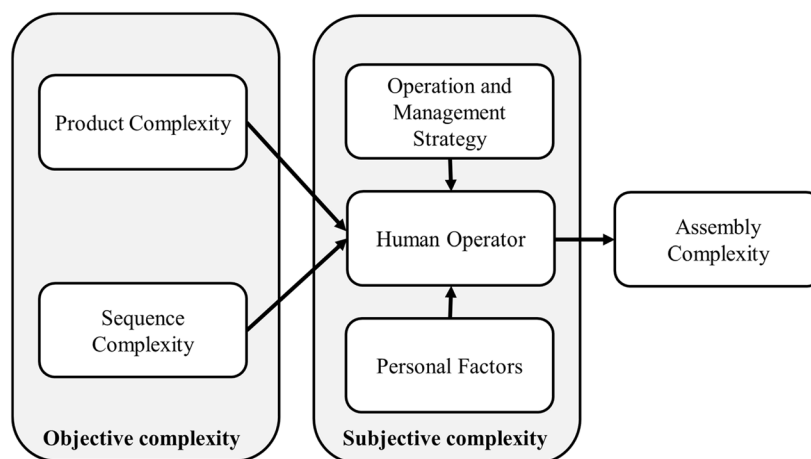 Product Complexity
Sequence
Complexity
Objective complexity
Operation and
Management
Strategy
Human Operator
Personal Factors
Subjective complexity
Assembly
Complexity